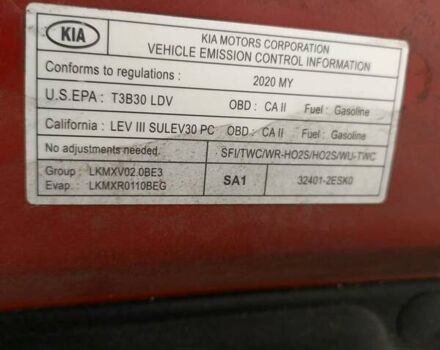 KIA
KIA MOTORS CORPORATION
VEHICLE EMISSION CONTROL INFORMATION
Conforms to regulations : 2020 MY
U.S.EPA : T3B30 LDV OBD : CA II Fuel : Gasoline
California : LEV III SULEV30 PC OBD : CA II Fuel : Gasoline
No adjustments needed. SFI/TWC/WR-HO2S/HO2S/WU-TWC
Group : LKMXV02.0BE3
Evap. : LKMXR0110BEG
SA1
32401-2ESK0